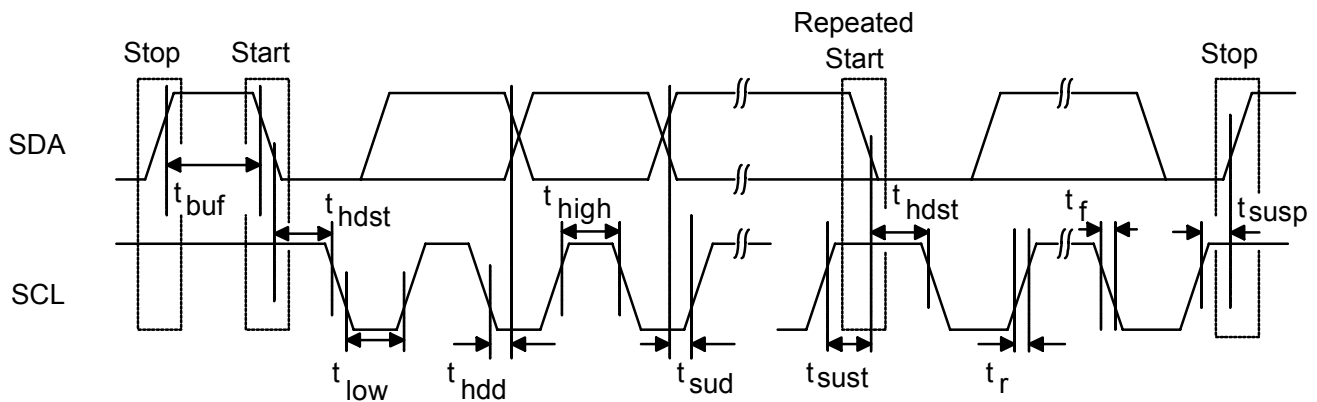 Repeated
Stop Start Start Stop
SDA
t buf
t hdst
t high
t hdst
t f
t susp
SCL
t low
t hdd
t sud
t sust
t r